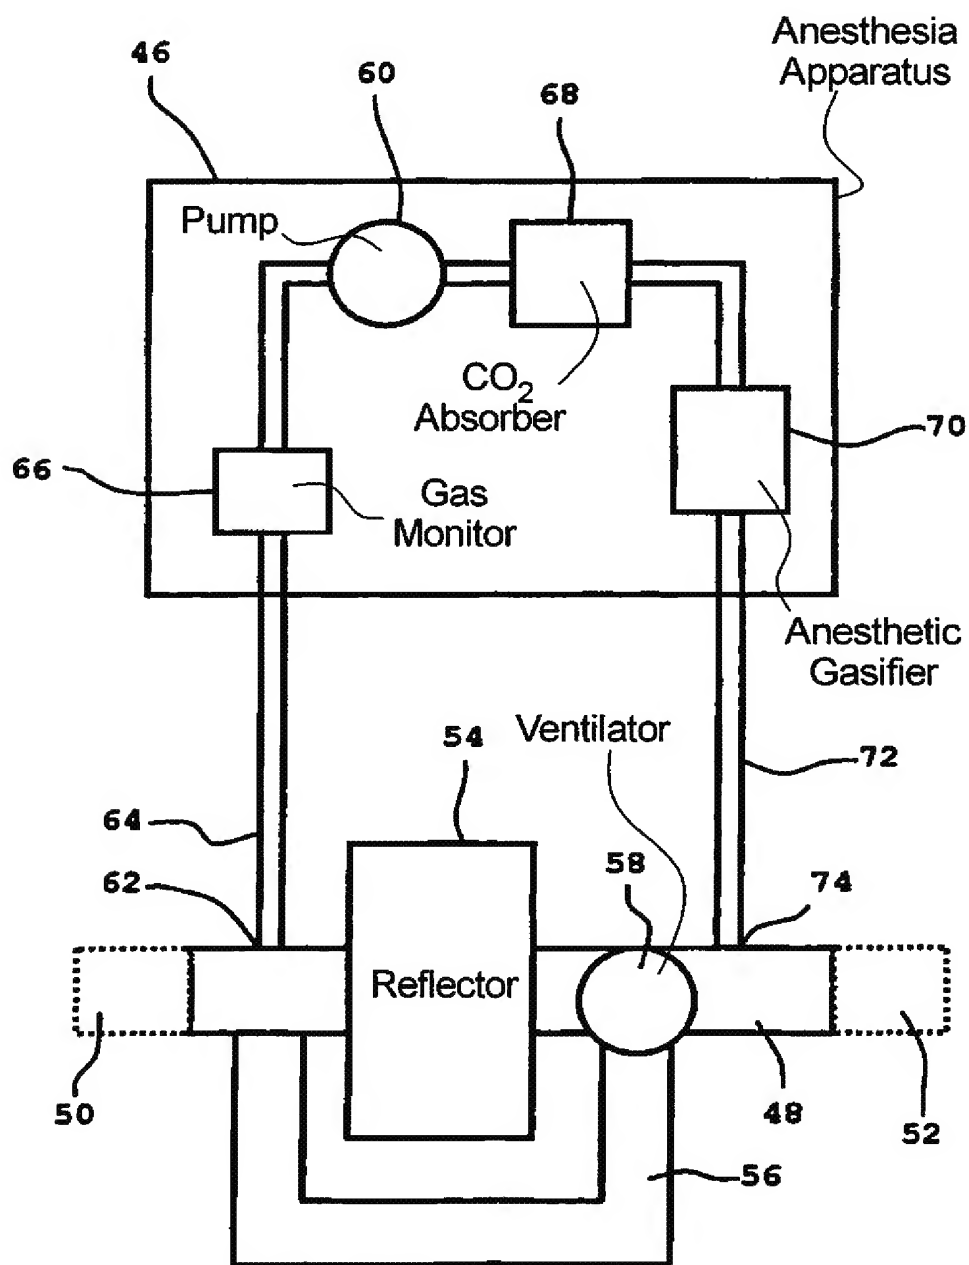 Anesthesia
Apparatus
46
60
68
Pump
CO2
Absorber
70
66
Gas
Monitor
Anesthetic
Gasifier
54
Ventilator
72
64
62
58
74
Reflector
50
48
52
56